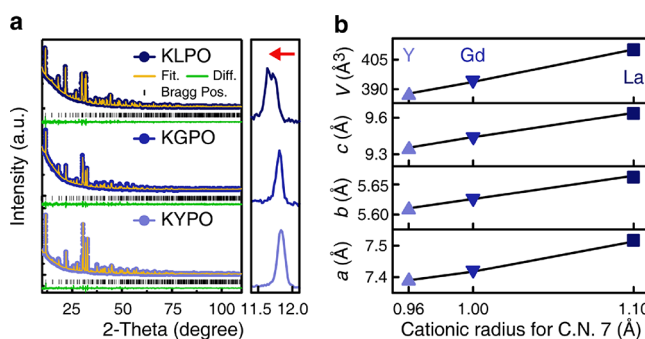 a
KLPO
Fit. Diff.
Bragg Pos.
KGPO
KYPO
Intensity (a.u.)
25 50 75 100
11.5 12.0
2-Theta (degree)
b
Y Gd La
V (Å³)
405
390
c (Å)
9.6
9.3
b (Å)
5.65
5.60
a (Å)
7.5
7.4
0.96 1.00 1.10
Cationic radius for C.N. 7 (Å)